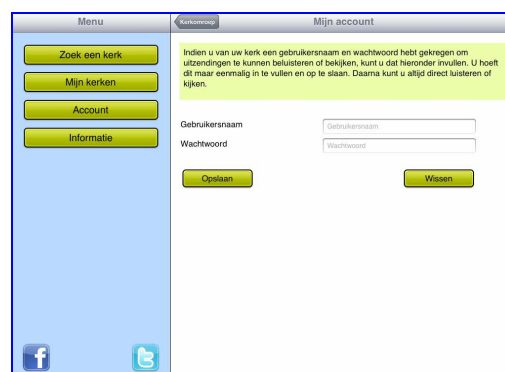 Menu
Kerkomroep
Mijn account
Zoek een kerk
Mijn kerken
Account
Informatie
Indien u van uw kerk een gebruikersnaam en wachtwoord hebt gekregen om
uitzendingen te kunnen beluisteren of bekijken, kunt u dat hieronder invullen. U hoeft
dit maar eenmalig in te vullen en op te slaan. Daarna kunt u altijd direct luisteren of
kijken.
Gebruikersnaam Gebruikersnaam
Wachtwoord Wachtwoord
Opslaan Wissen